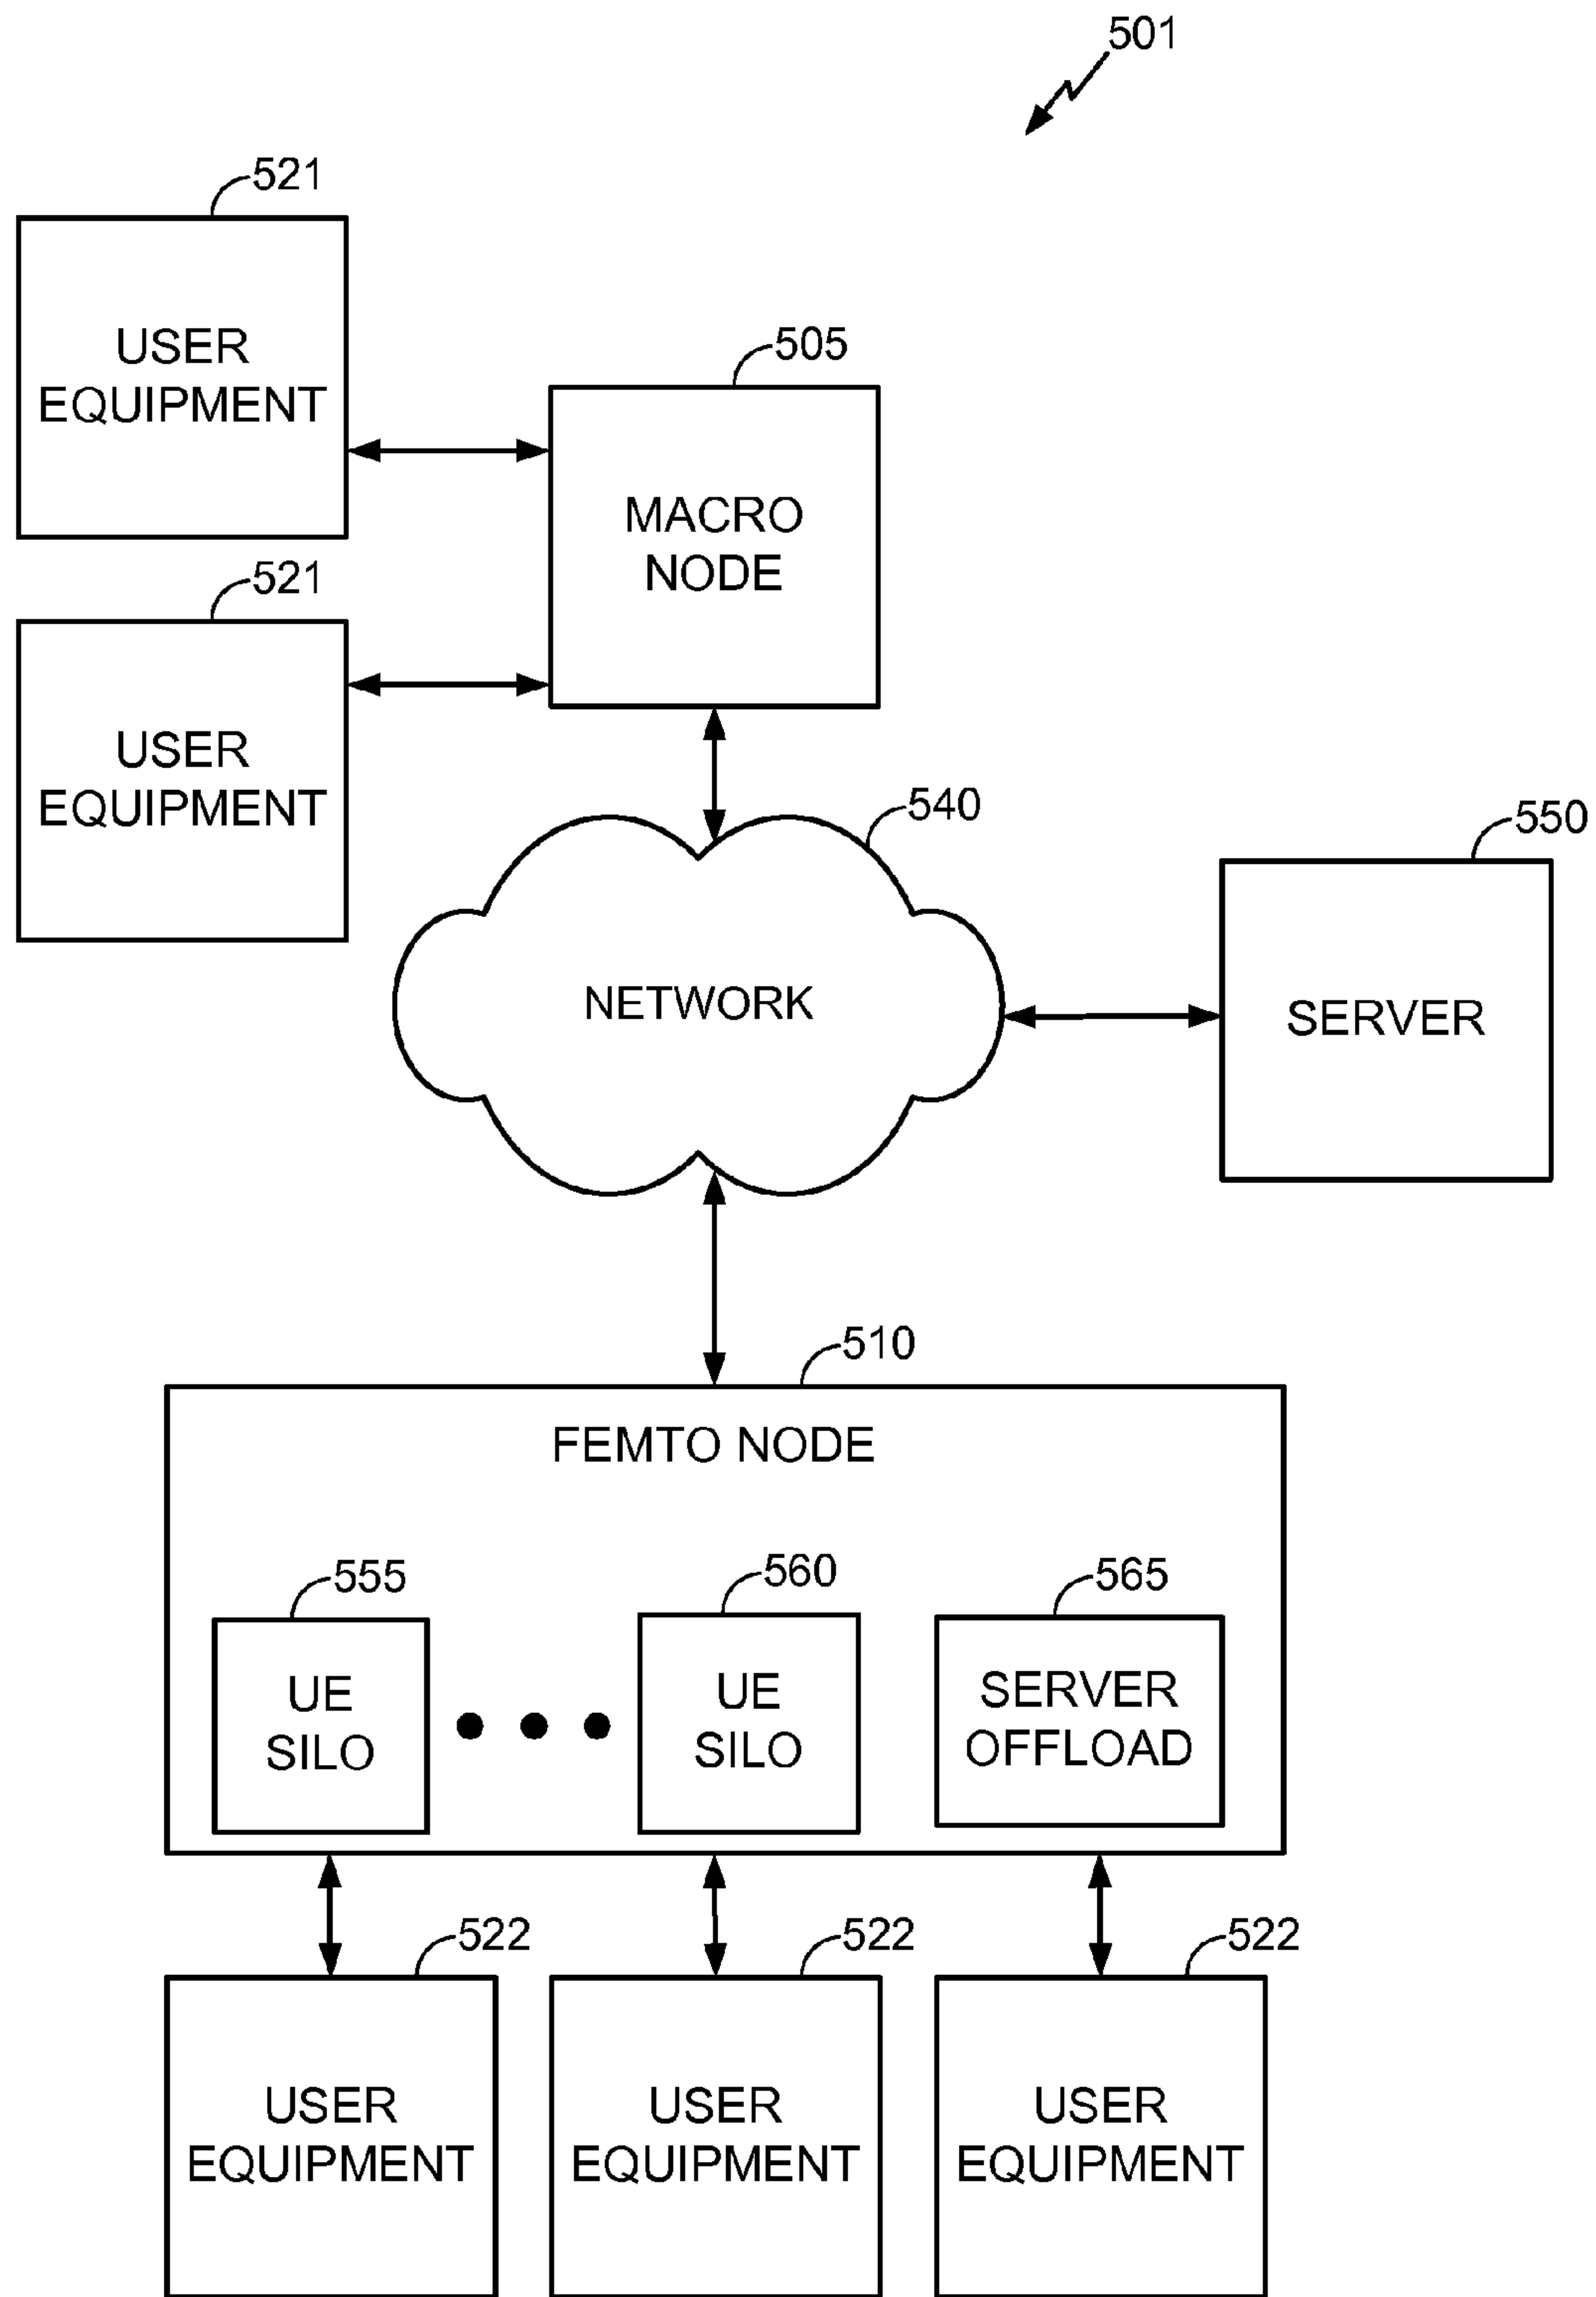 501
521
USER
EQUIPMENT
505
MACRO
NODE
521
USER
EQUIPMENT
540
NETWORK
550
SERVER
510
FEMTO NODE
555
UE
SILO
560
UE
SILO
565
SERVER
OFFLOAD
522
USER
EQUIPMENT
522
USER
EQUIPMENT
522
USER
EQUIPMENT